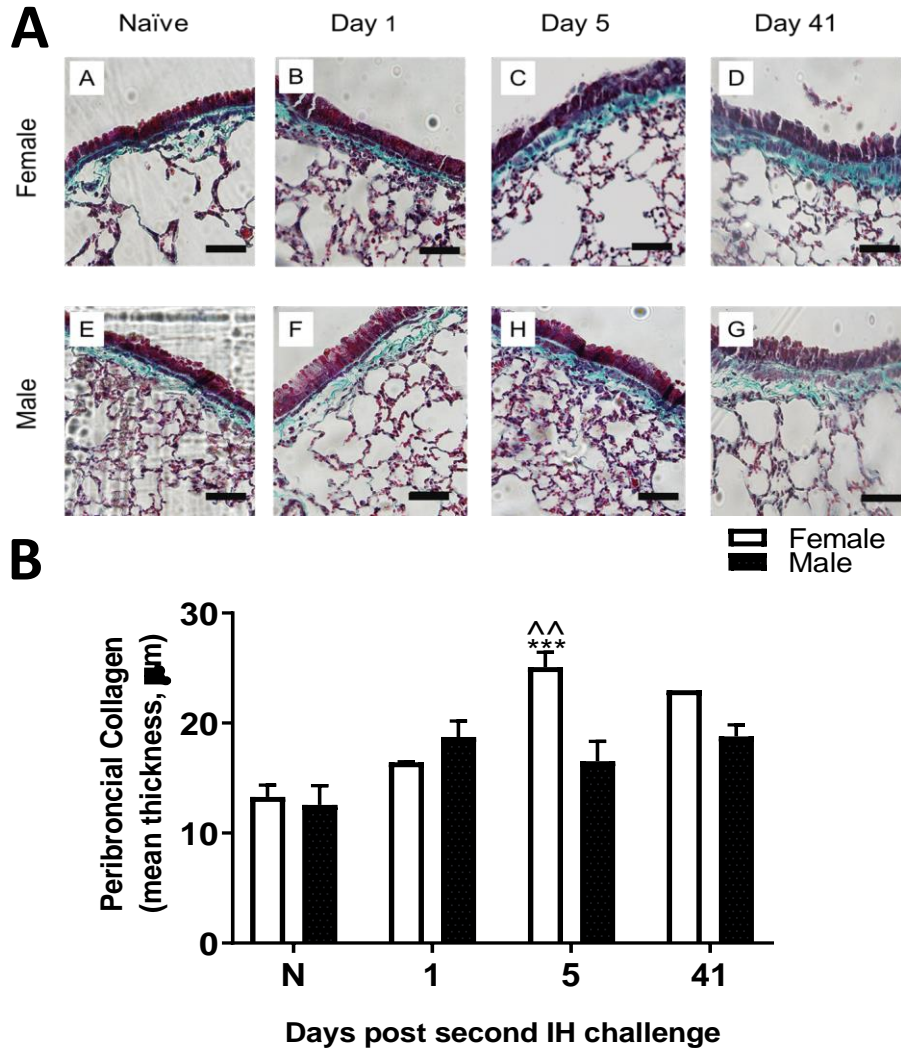 A
Naïve Day 1 Day 5 Day 41
Female
A B C D
Male
E F H G
Female
Male
B
Peribroncial Collagen
(mean thickness, μm)
30
20
10
0
^^
***
N 1 5 41
Days post second IH challenge